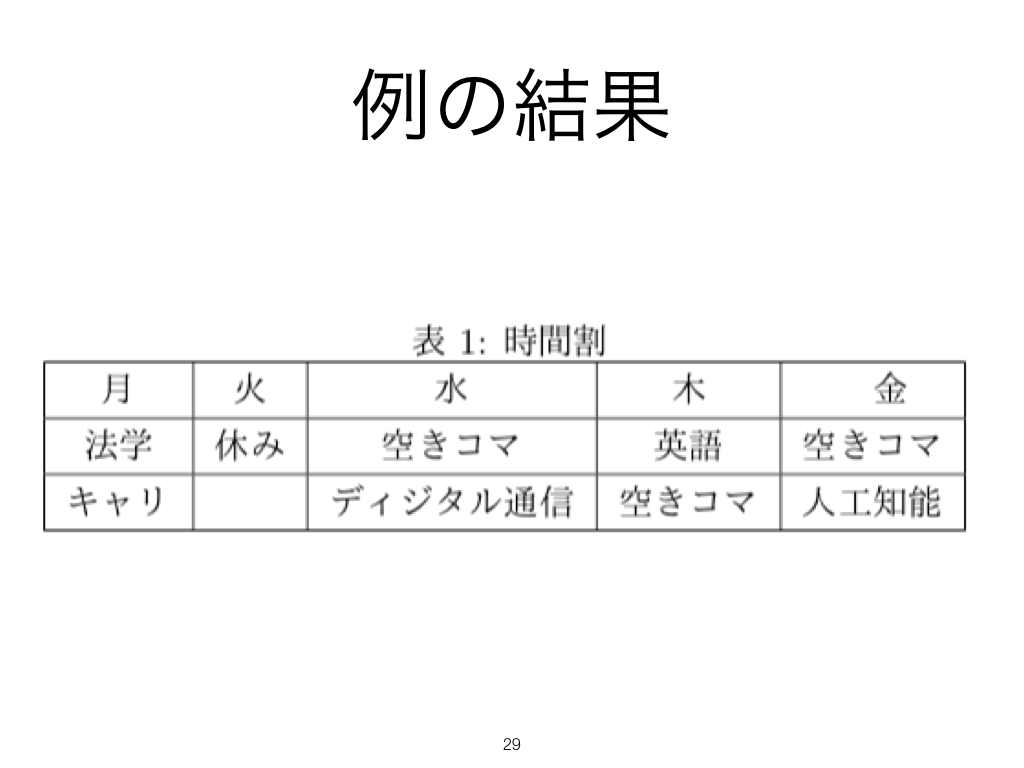 例の結果
表 1: 時間割
月 火 水 木 金
法学 休み 空きコマ 英語 空きコマ
キャリ ディジタル通信 空きコマ 人工知能
29